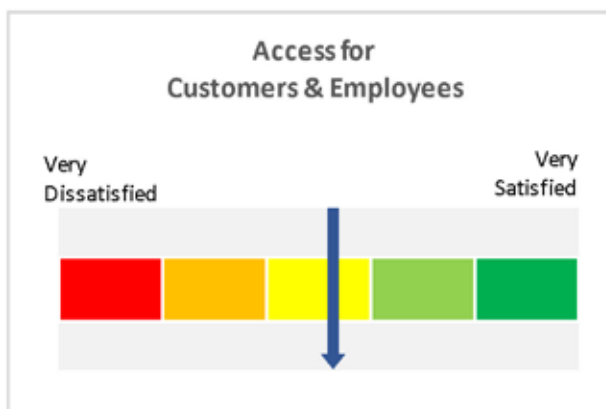 Access for
Customers & Employees
Very
Dissatisfied
Very
Satisfied